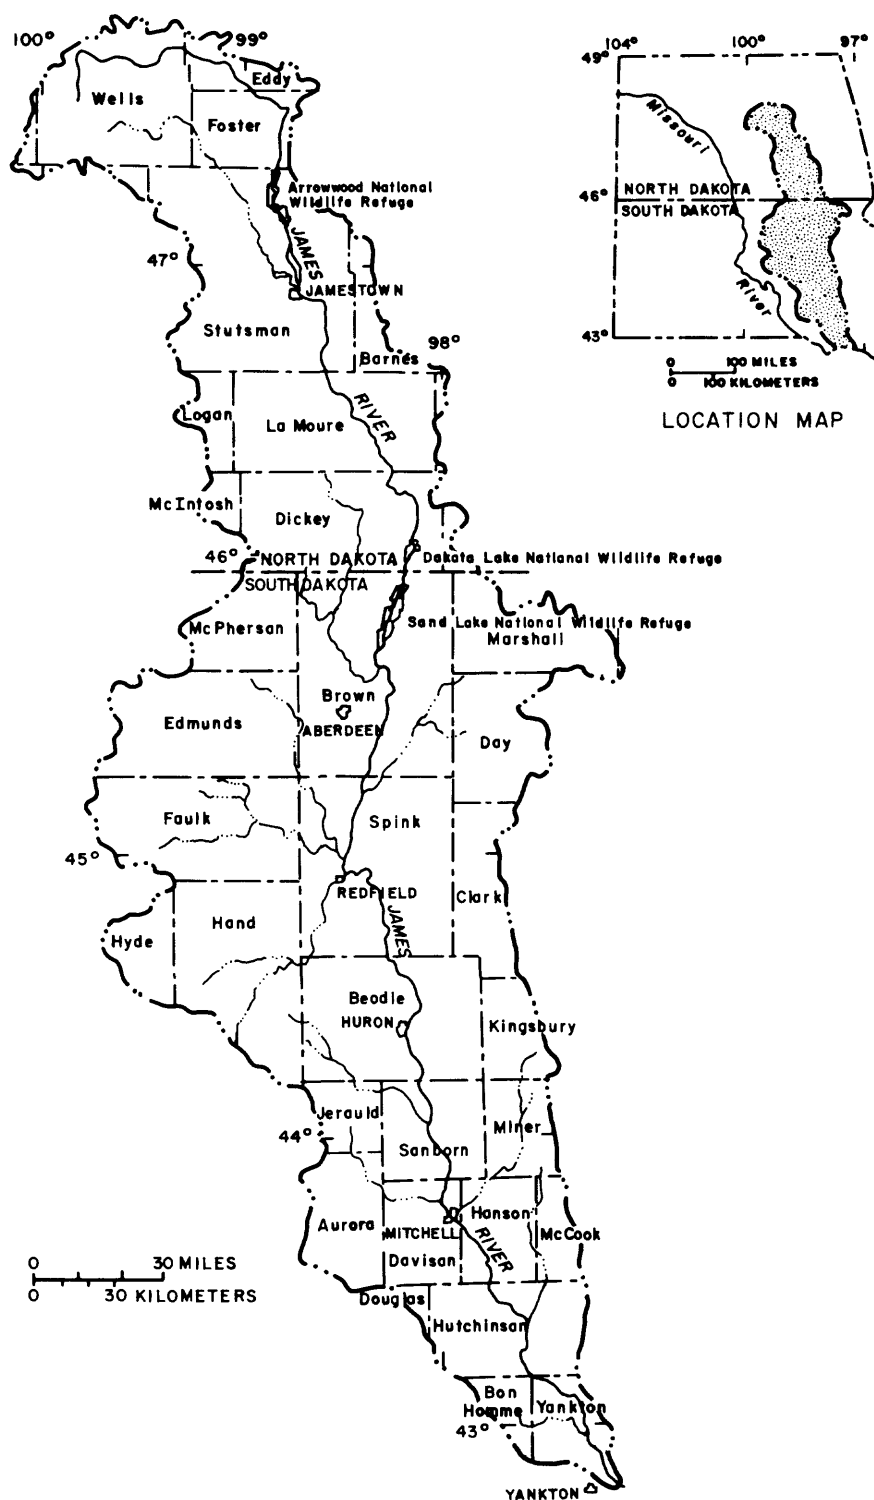 100°
99°
Eddy
Wells
Foster
Arrowwood National
Wildlife Refuge
JAMES
47°
JAMESTOWN
Stutsman
98°
Barnes
RIVER
Logan
La Moure
McIntosh
Dickey
46°
NORTH DAKOTA
Dakota Lake National Wildlife Refuge
SOUTH DAKOTA
McPhersan
Sand Lake National Wildlife Refuge
Marshall
Brown
Edmunds
ABERDEEN
Day
Faulk
Spink
45°
REDFIELD
Clark
JAMES
Hand
Hyde
Beodle
HURON
Kingsbury
Jerauld
Miner
44°
Sanborn
Hanson
Aurora
MITCHELL
RIVER
McCook
Davisan
Douglas
Hutchinsan
Bon
Homme
Yankton
43°
YANKTON
0 30 MILES
0 30 KILOMETERS
104°
100°
97°
49°
Missouri
46°
NORTH DAKOTA
SOUTH DAKOTA
River
43°
0 100 MILES
0 100 KILOMETERS
LOCATION MAP